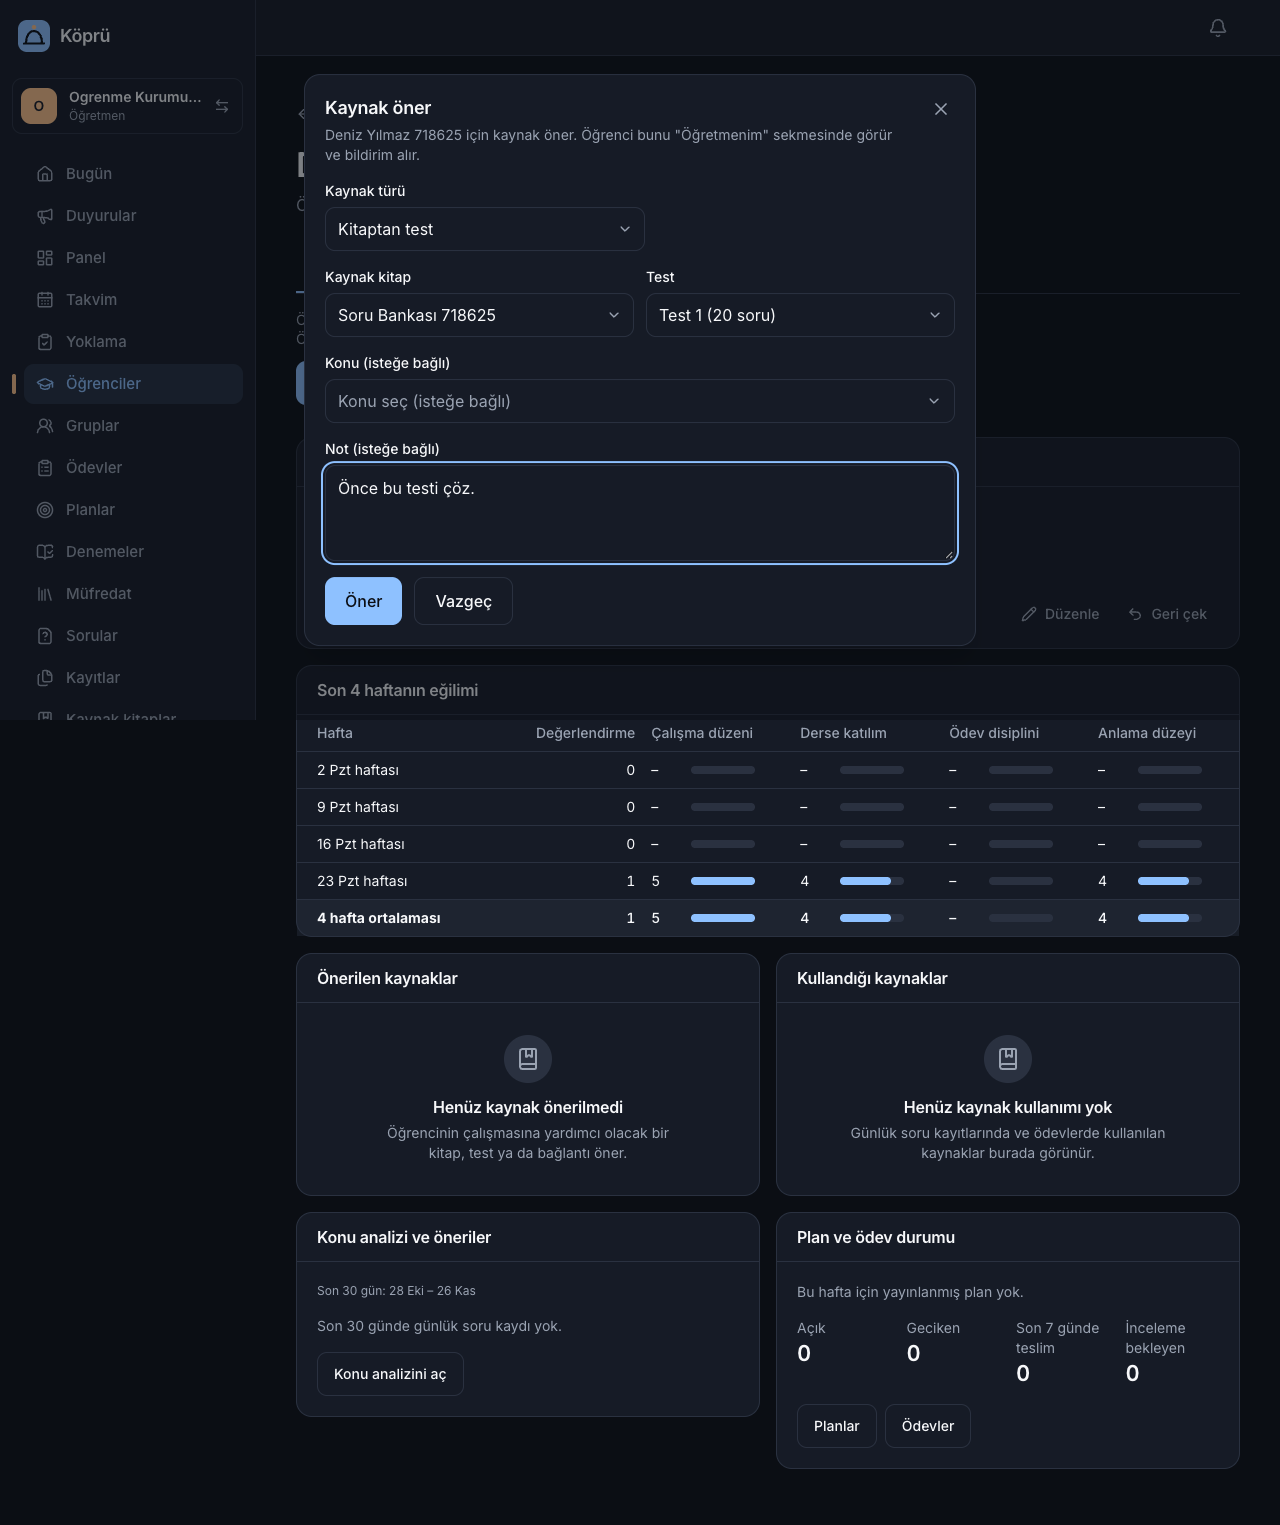 Köprü
O
Ogrenme Kurumu...
Öğretmen
Bugün
Duyurular
Panel
Takvim
Yoklama
Öğrenciler
Gruplar
Ödevler
Planlar
Denemeler
Müfredat
Sorular
Kayıtlar
Kaynak kitaplar
Kaynak öner
Deniz Yılmaz 718625 için kaynak öner. Öğrenci bunu "Öğretmenim" sekmesinde görür
ve bildirim alır.
Kaynak türü
Kitaptan test
Kaynak kitap
Test
Soru Bankası 718625
Test 1 (20 soru)
Konu (isteğe bağlı)
Konu seç (isteğe bağlı)
Not (isteğe bağlı)
Önce bu testi çöz.
Öner
Vazgeç
Düzenle
Geri çek
Son 4 haftanın eğilimi
Hafta Değerlendirme Çalışma düzeni Derse katılım Ödev disiplini Anlama düzeyi
2 Pzt haftası 0 – – – –
9 Pzt haftası 0 – – – –
16 Pzt haftası 0 – – – –
23 Pzt haftası 1 5 4 – 4
4 hafta ortalaması 1 5 4 – 4
Önerilen kaynaklar
Henüz kaynak önerilmedi
Öğrencinin çalışmasına yardımcı olacak bir
kitap, test ya da bağlantı öner.
Kullandığı kaynaklar
Henüz kaynak kullanımı yok
Günlük soru kayıtlarında ve ödevlerde kullanılan
kaynaklar burada görünür.
Konu analizi ve öneriler
Son 30 gün: 28 Eki – 26 Kas
Son 30 günde günlük soru kaydı yok.
Konu analizini aç
Plan ve ödev durumu
Bu hafta için yayınlanmış plan yok.
Açık
0
Geciken
0
Son 7 günde
teslim
0
İnceleme
bekleyen
0
Planlar
Ödevler